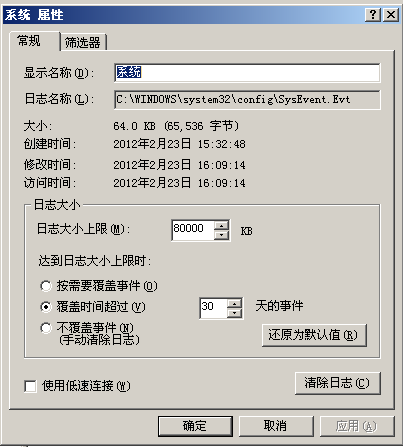 系统 属性
常规 筛选器
显示名称(D): 系统
日志名称(L): C:\WINDOWS\system32\config\SysEvent.Evt
大小: 64.0 KB (65,536 字节)
创建时间: 2012年2月23日 15:32:48
修改时间: 2012年2月23日 16:09:14
访问时间: 2012年2月23日 16:09:14
日志大小
日志大小上限(M): 80000 KB
达到日志大小上限时:
按需要覆盖事件(O)
覆盖时间超过(V) 30 天的事件
不覆盖事件(N)
(手动清除日志)
还原为默认值(R)
使用低速连接(W)
清除日志(C)
确定 取消 应用(A)